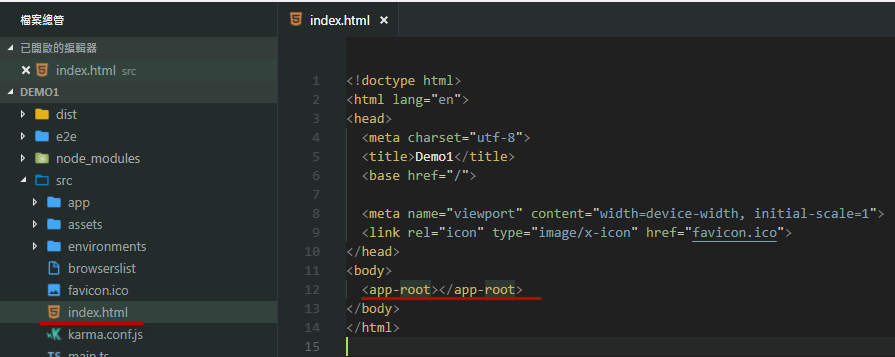 檔案總管
已開啟的編輯器
index.html src
DEMO1
dist
e2e
node_modules
src
app
assets
environments
browserslist
favicon.ico
index.html
karma.conf.js
TS main.ts
index.html
1 <!doctype html>
2 <html lang="en">
3 <head>
4 <meta charset="utf-8">
5 <title>Demo1</title>
6 <base href="/">
7
8 <meta name="viewport" content="width=device-width, initial-scale=1">
9 <link rel="icon" type="image/x-icon" href="favicon.ico">
10 </head>
11 <body>
12 <app-root></app-root>
13 </body>
14 </html>
15